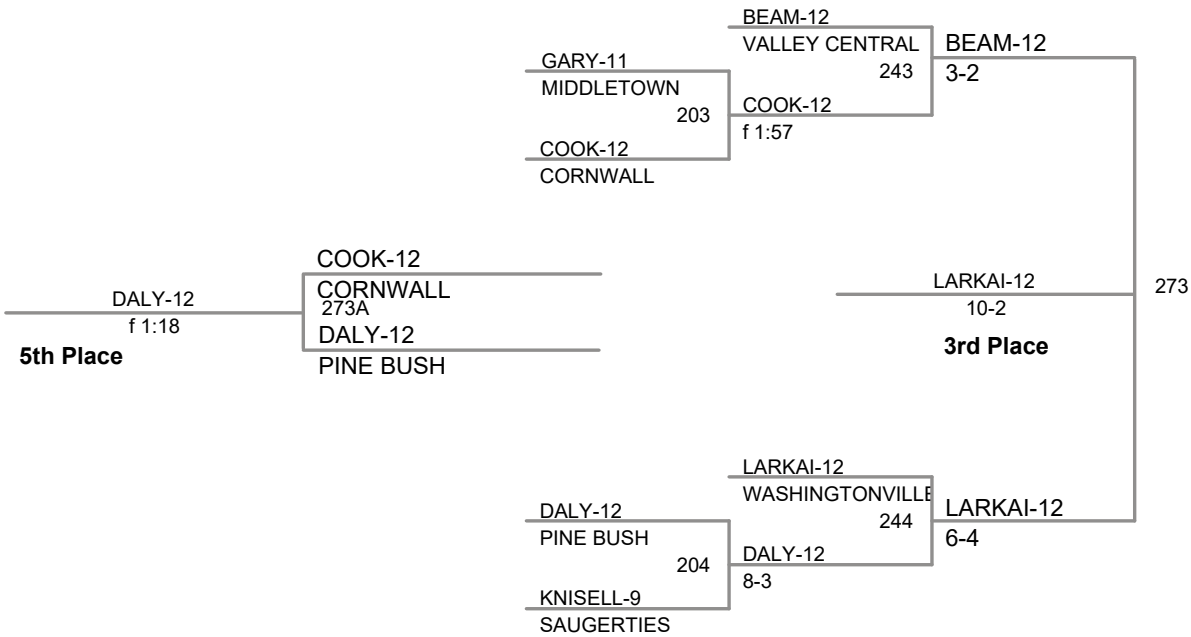 BEAM-12
VALLEY CENTRAL
243
BEAM-12
3-2
GARY-11
MIDDLETOWN
203
COOK-12
f 1:57
COOK-12
CORNWALL
COOK-12
CORNWALL
273A
DALY-12
PINE BUSH
DALY-12
f 1:18
5th Place
LARKAI-12
10-2
3rd Place
273
LARKAI-12
WASHINGTONVILLE
244
LARKAI-12
6-4
DALY-12
PINE BUSH
204
DALY-12
8-3
KNISELL-9
SAUGERTIES